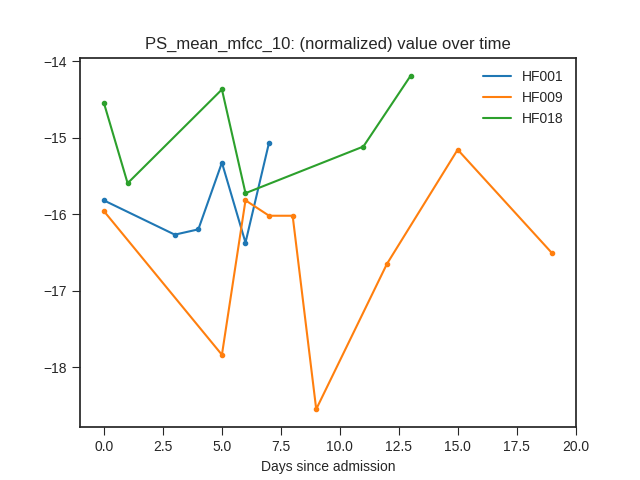 PS_mean_mfcc_10: (normalized) value over time
HF001
HF009
HF018
−14
−15
−16
−17
−18
0.0 2.5 5.0 7.5 10.0 12.5 15.0 17.5 20.0
Days since admission